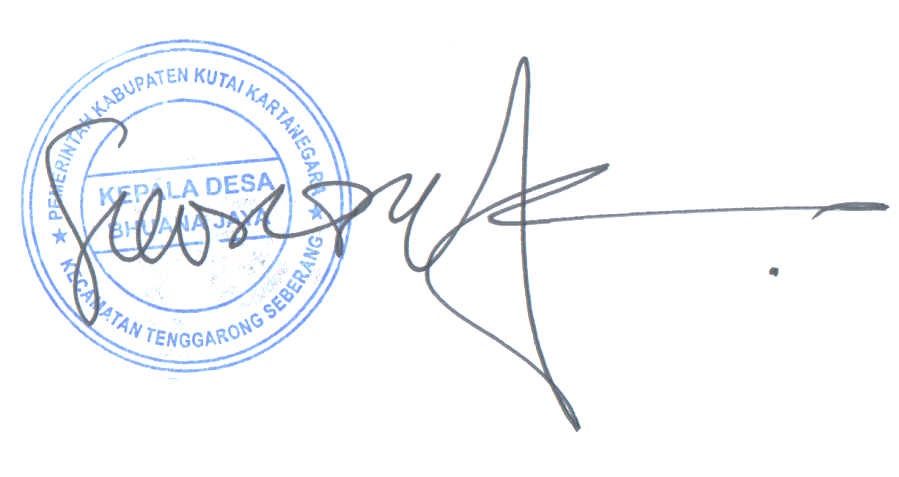 PEMERINTAH KABUPATEN KUTAI KARTANEGARA
KEPALA DESA
BHUANA JAYA
★ KECAMATAN TENGGARONG SEBERANG ★